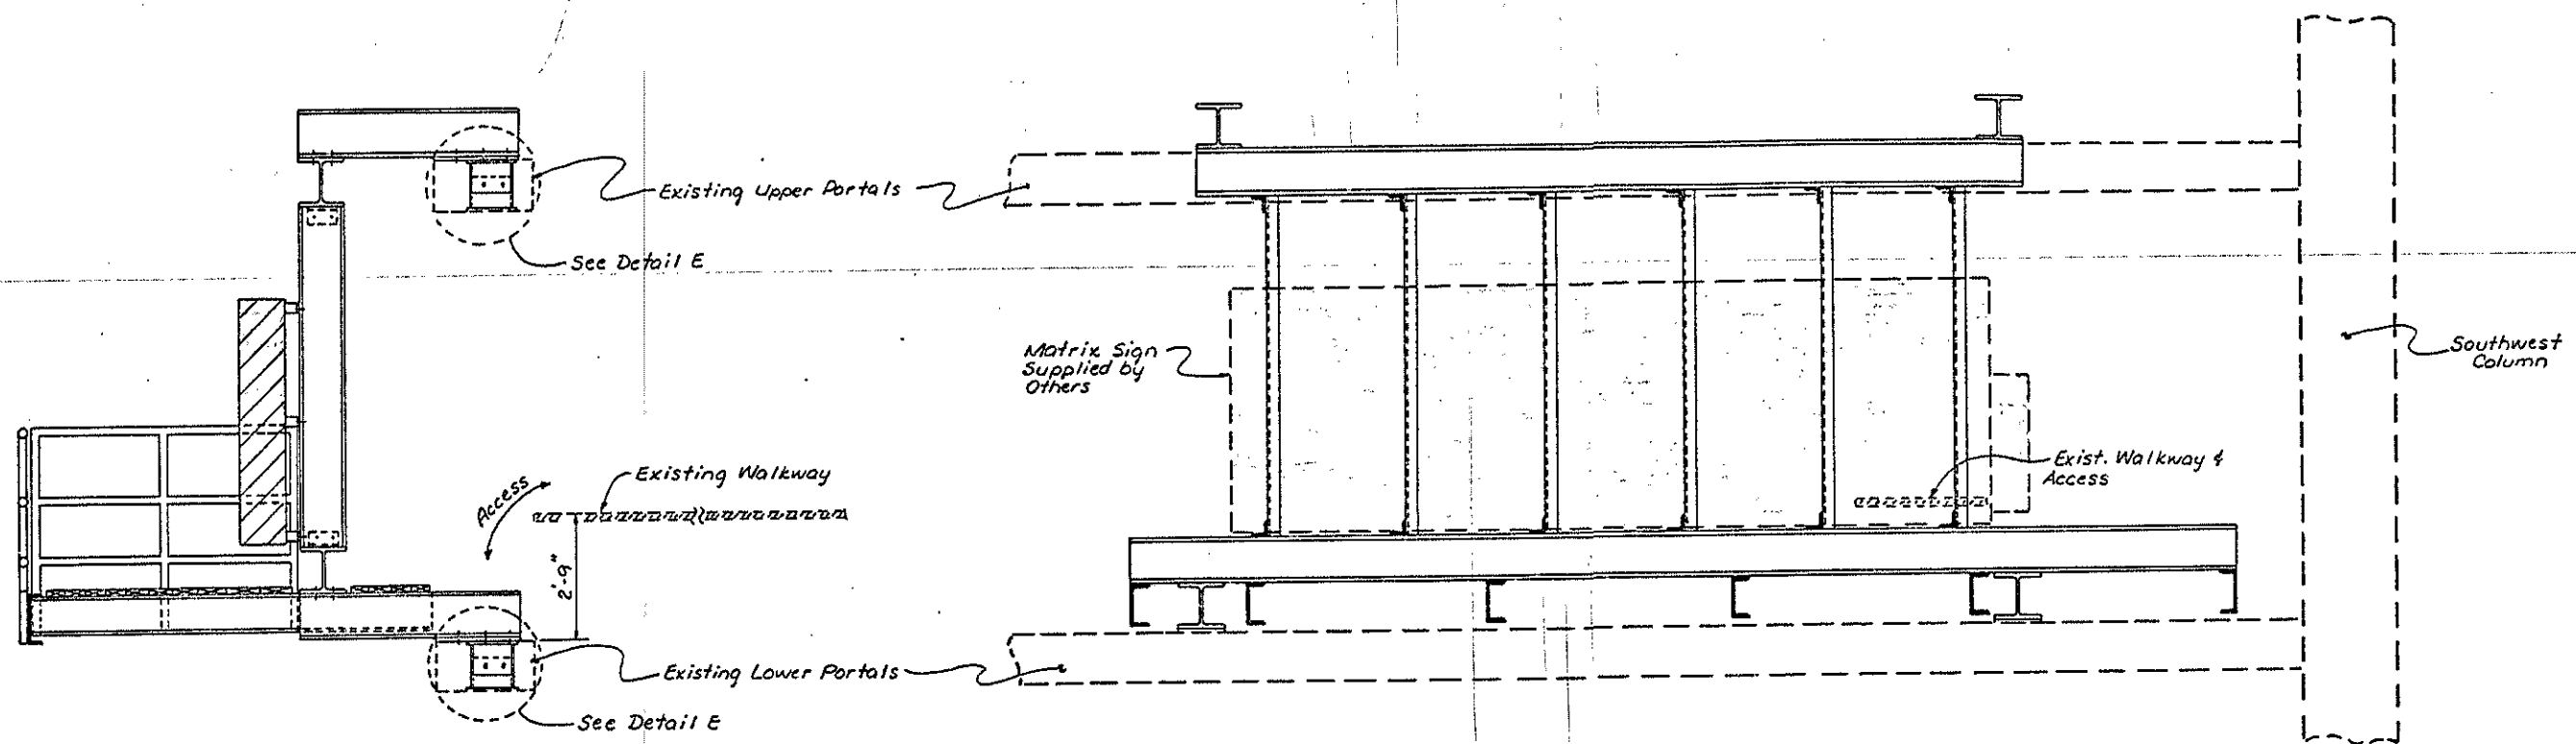 Existing Upper Portals
See Detail E
Matrix Sign
Supplied by
Others
Southwest
Column
Access
Existing Walkway
Exist. Walkway &
Access
2'-9"
Existing Lower Portals
See Detail E